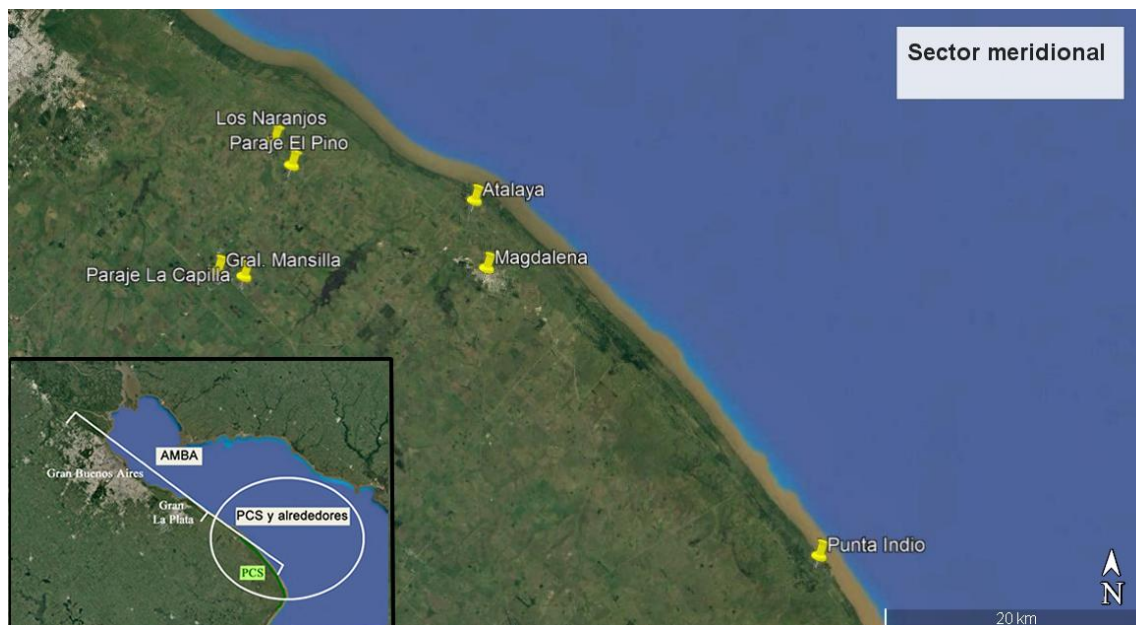 Sector meridional
Los Naranjos
Paraje El Pino
Atalaya
Gral. Mansilla
Magdalena
Paraje La Capilla
AMBA
Gran Buenos Aires
Gran
La Plata
PCS y alrededores
PCS
Punta Indio
N
20 km